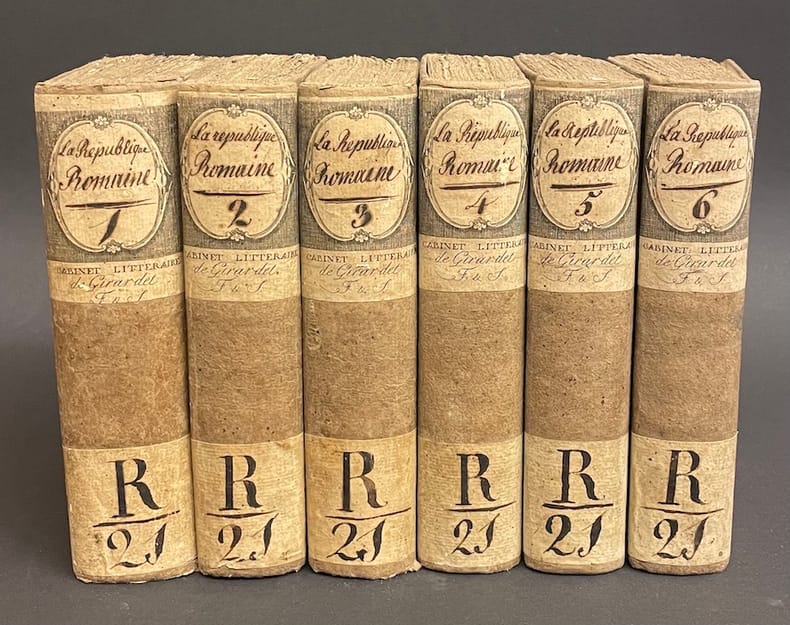 La Republique
Romaine
1
CABINET LITTERAIRE
de Girardet
F & S
R
21
La republique
Romaine
2
CABINET LITTERAIRE
de Girardet.
F & S
R
21
La Republique
Romaine
3
CABINET LITTERAIRE
de Girardet
F & S
R
21
La Republique
Romaine
4
CABINET LITTERAIRE
de Girardet
F & S
R
21
La Republique
Romaine
5
CABINET LITTERAIRE
de Girardet
F & S
R
21
La Republique
Romaine
6
CABINET LITTERAIRE
de Girardet
F & S
R
21